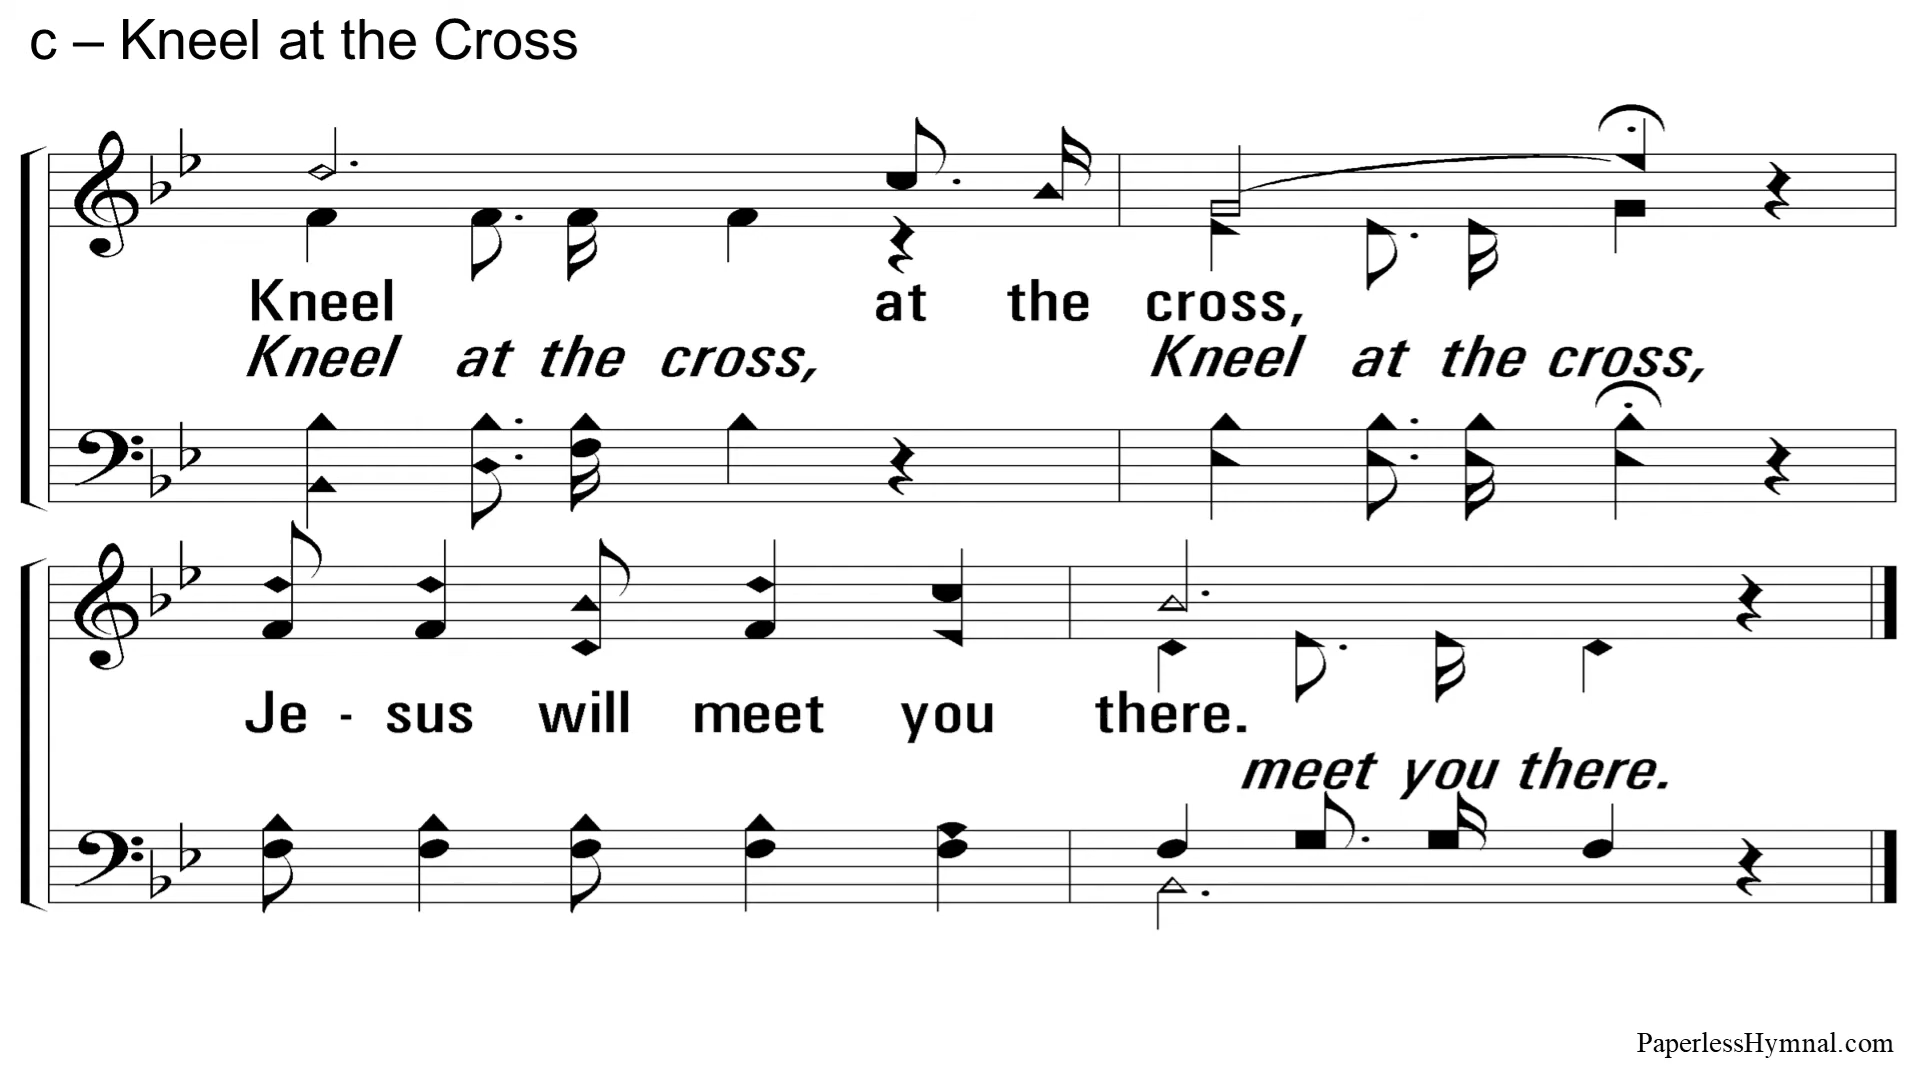 c – Kneel at the Cross
Kneel at the cross,
Kneel at the cross, Kneel at the cross,
Je - sus will meet you there.
meet you there.
PaperlessHymnal.com